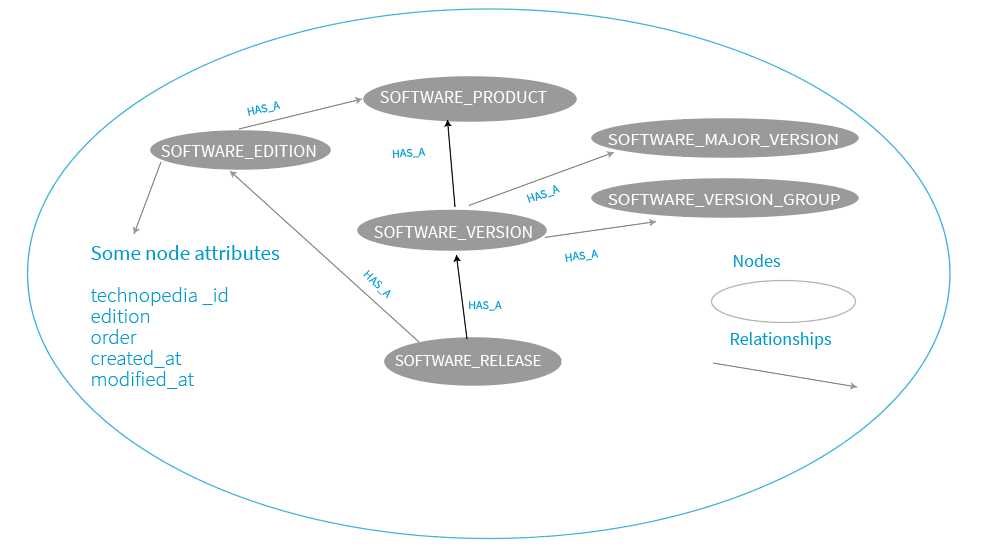 SOFTWARE_PRODUCT
HAS_A
SOFTWARE_MAJOR_VERSION
SOFTWARE_EDITION
HAS_A
HAS_A
SOFTWARE_VERSION_GROUP
SOFTWARE_VERSION
HAS_A
Some node attributes
technopedia _id
edition
order
created_at
modified_at
HAS_A
HAS_A
SOFTWARE_RELEASE
Nodes
Relationships